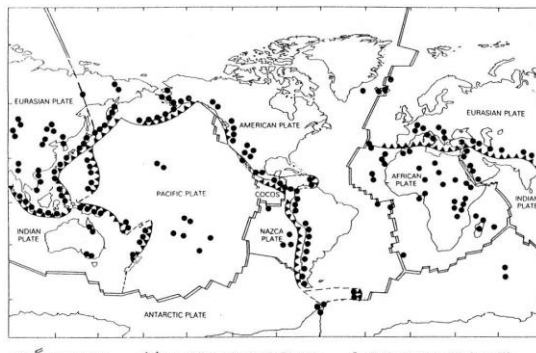 EURASIAN PLATE
AMERICAN PLATE
EURASIAN PLATE
AFRICAN
PLATE
PACIFIC PLATE
COCOS
INDIAN
PLATE
NAZCA
PLATE
INDIAN
PLATE
ANTARCTIC PLATE